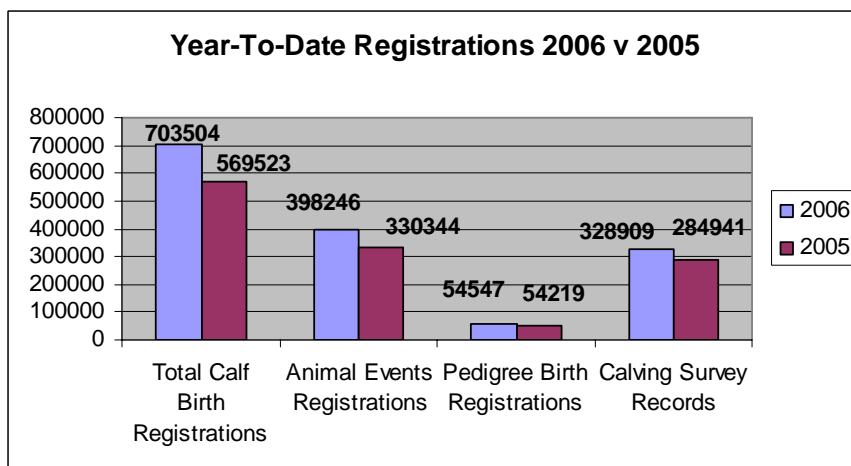 Year-To-Date Registrations 2006 v 2005
800000
700000
600000
500000
400000
300000
200000
100000
0
703504
569523
398246
330344
54547
54219
328909
284941
Total Calf
Birth
Registrations
Animal Events
Registrations
Pedigree Birth
Registrations
Calving Survey
Records
2006
2005